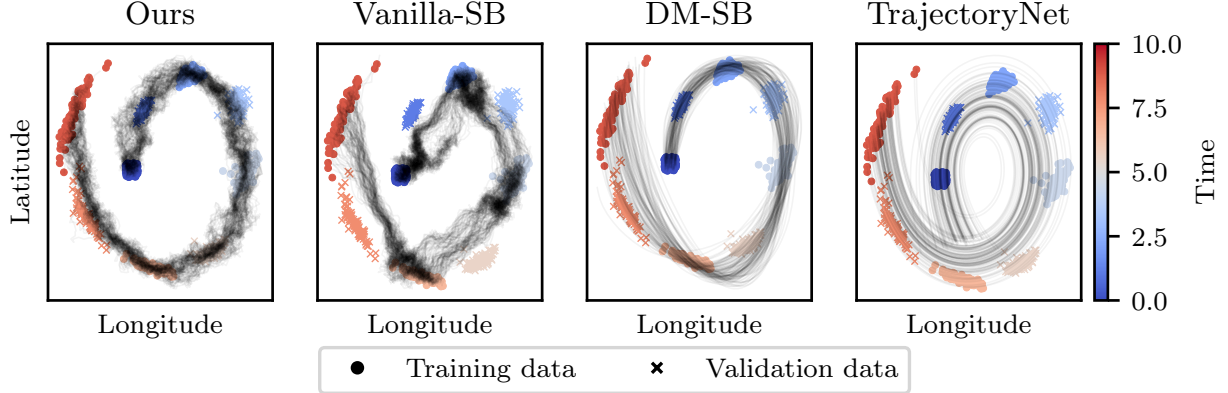 Ours
Vanilla-SB
DM-SB
TrajectoryNet
Latitude
Longitude
Longitude
Longitude
Longitude
10.0
7.5
5.0
2.5
0.0
Time
Training data
Validation data